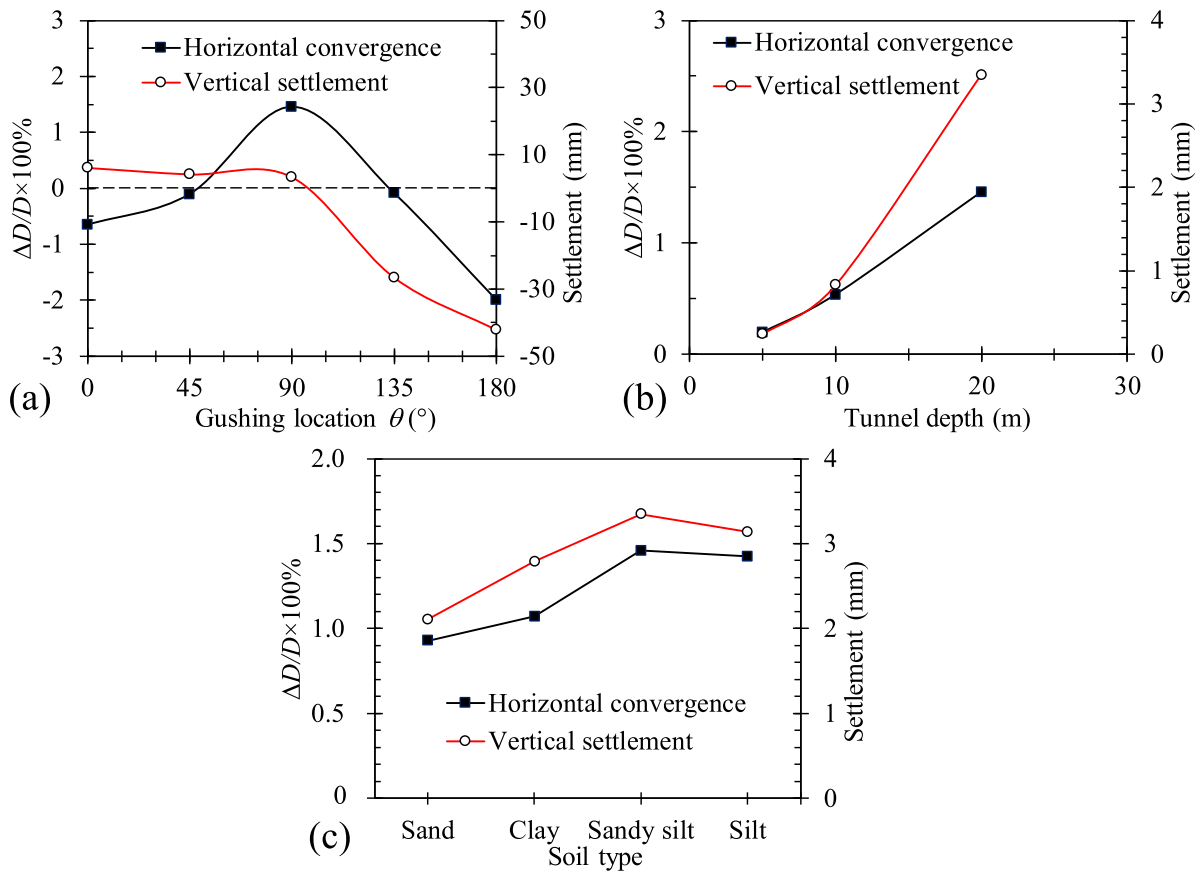 3
2
1
0
-1
-2
-3
ΔD/D×100%
Horizontal convergence
Vertical settlement
50
30
10
-10
-30
-50
Settlement (mm)
0 45 90 135 180
Gushing location θ (°)
(a)
3
2
1
0
ΔD/D×100%
Horizontal convergence
Vertical settlement
4
3
2
1
0
Settlement (mm)
0 10 20 30
Tunnel depth (m)
(b)
2.0
1.5
1.0
0.5
0
ΔD/D×100%
Horizontal convergence
Vertical settlement
4
3
2
1
0
Settlement (mm)
Sand Clay Sandy silt Silt
Soil type
(c)